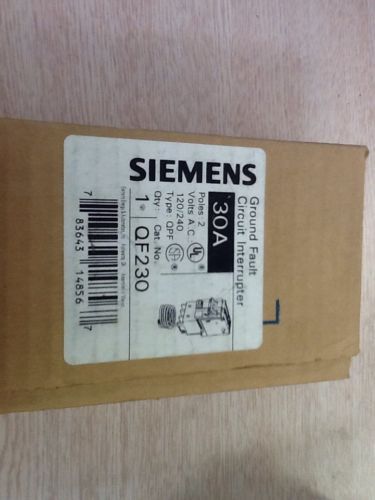 SIEMENS
Ground Fault
Circuit Interrupter
30A
Poles 2
Volts A.C.
120/240
Type: QPF
Qty: Cat. No.
1 QF230
UL
7 83643 14856 7